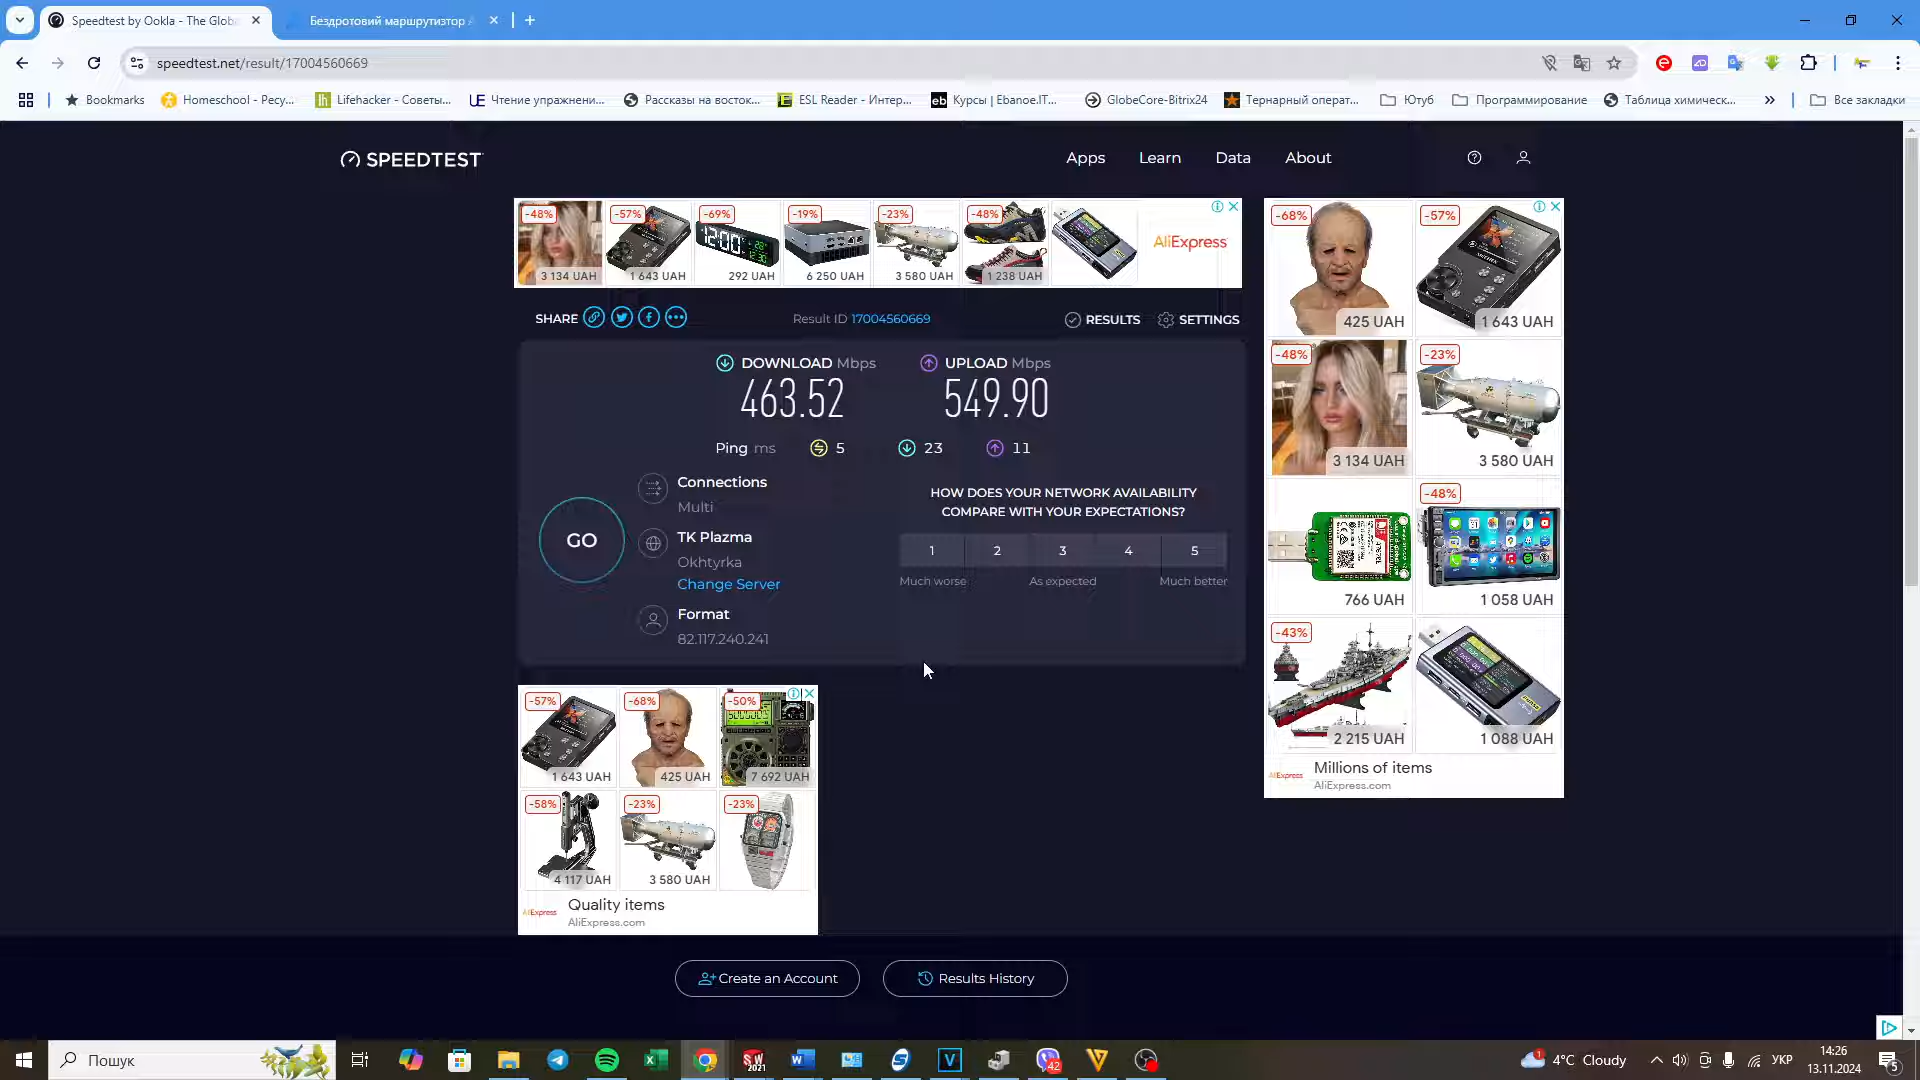 Speedtest by Ookla - The Globa
Бездротовий маршрутизтор
speedtest.net/result/17004560669
Bookmarks
Homeschool - Ресу...
Lifehacker - Советы...
Чтение упражнени...
Рассказы на восток...
ESL Reader - Интер...
Курсы | Ebanoe.IT...
GlobeCore-Bitrix24
Тернарный операт...
Ютуб
Программирование
Таблица химическ...
»
Все закладки
SPEEDTEST
Apps
Learn
Data
About
-48%
3 134 UAH
-57%
1 643 UAH
-69%
12:00
292 UAH
-19%
6 250 UAH
-23%
3 580 UAH
-48%
1 238 UAH
AliExpress
SHARE
Result ID 17004560669
RESULTS
SETTINGS
DOWNLOAD Mbps
463.52
UPLOAD Mbps
549.90
Ping ms
5
23
11
Connections
Multi
GO
TK Plazma
Okhtyrka
Change Server
Format
82.117.240.241
HOW DOES YOUR NETWORK AVAILABILITY
COMPARE WITH YOUR EXPECTATIONS?
1 2 3 4 5
Much worse
As expected
Much better
-68%
425 UAH
-57%
1 643 UAH
-48%
3 134 UAH
-23%
3 580 UAH
766 UAH
-48%
1 058 UAH
-43%
2 215 UAH
1 088 UAH
AliExpress
Millions of items
AliExpress.com
-57%
1 643 UAH
-68%
425 UAH
-50%
7 692 UAH
-58%
4 117 UAH
-23%
3 580 UAH
-23%
AliExpress
Quality items
AliExpress.com
Create an Account
Results History
Пошук
SW
2021
42
4°C Cloudy
УКР
14:26
13.11.2024
5